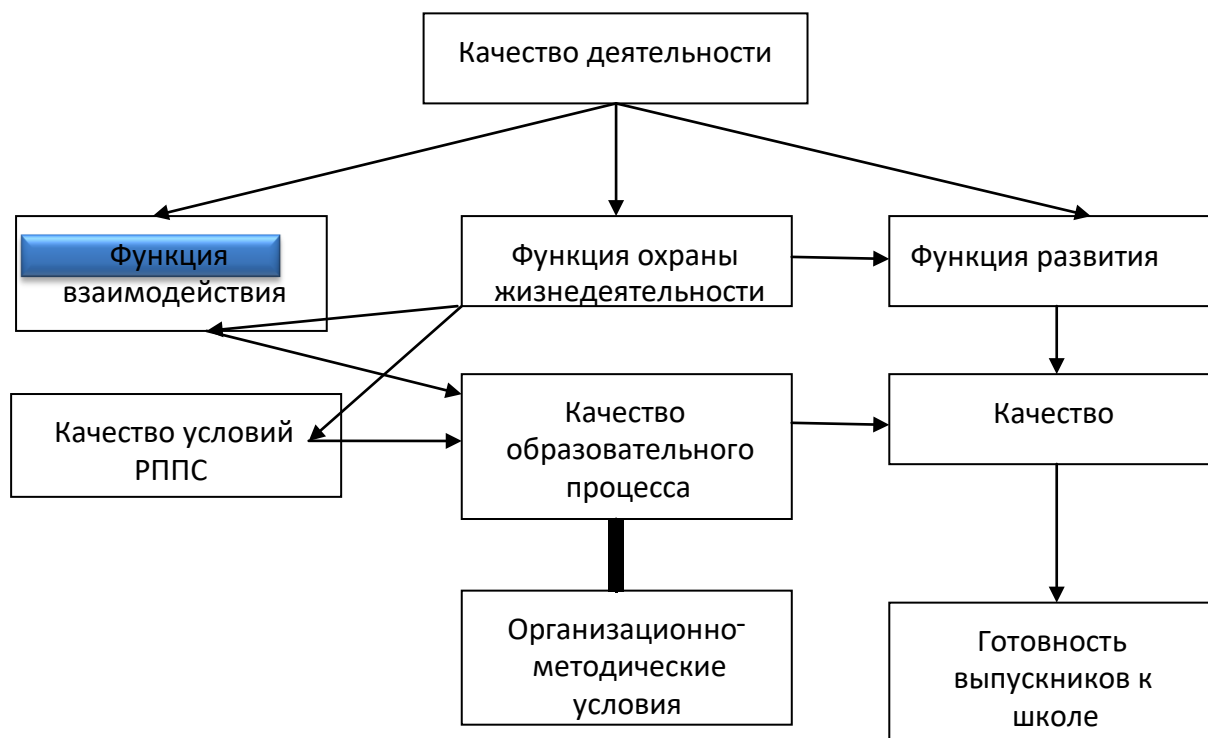 Качество деятельности
Функция
взаимодействия
Функция охраны
жизнедеятельности
Функция развития
Качество условий
РППС
Качество
образовательного
процесса
Качество
Организационно-
методические
условия
Готовность
выпускников к
школе